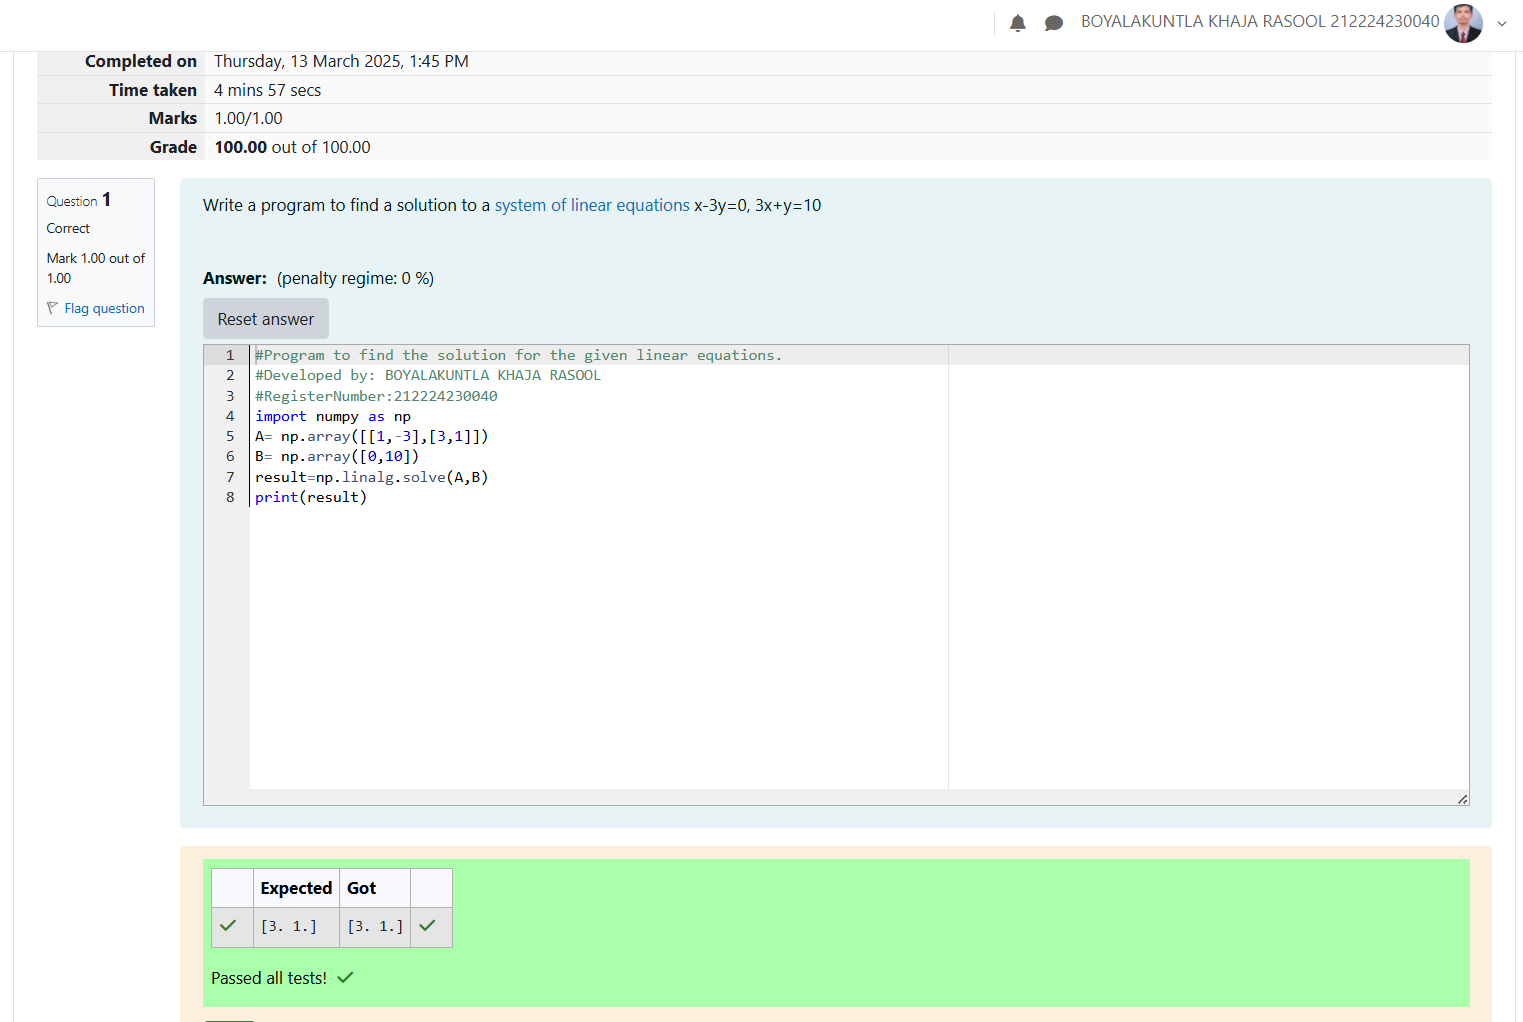 BOYALAKUNTLA KHAJA RASOOL 212224230040
Completed on Thursday, 13 March 2025, 1:45 PM
Time taken 4 mins 57 secs
Marks 1.00/1.00
Grade 100.00 out of 100.00
Question 1
Correct
Mark 1.00 out of
1.00
Flag question
Write a program to find a solution to a system of linear equations x-3y=0, 3x+y=10
Answer: (penalty regime: 0 %)
Reset answer
1 #Program to find the solution for the given linear equations.
2 #Developed by: BOYALAKUNTLA KHAJA RASOOL
3 #RegisterNumber:212224230040
4 import numpy as np
5 A= np.array([[1,-3],[3,1]])
6 B= np.array([0,10])
7 result=np.linalg.solve(A,B)
8 print(result)
Expected Got
[3. 1.] [3. 1.]
Passed all tests!